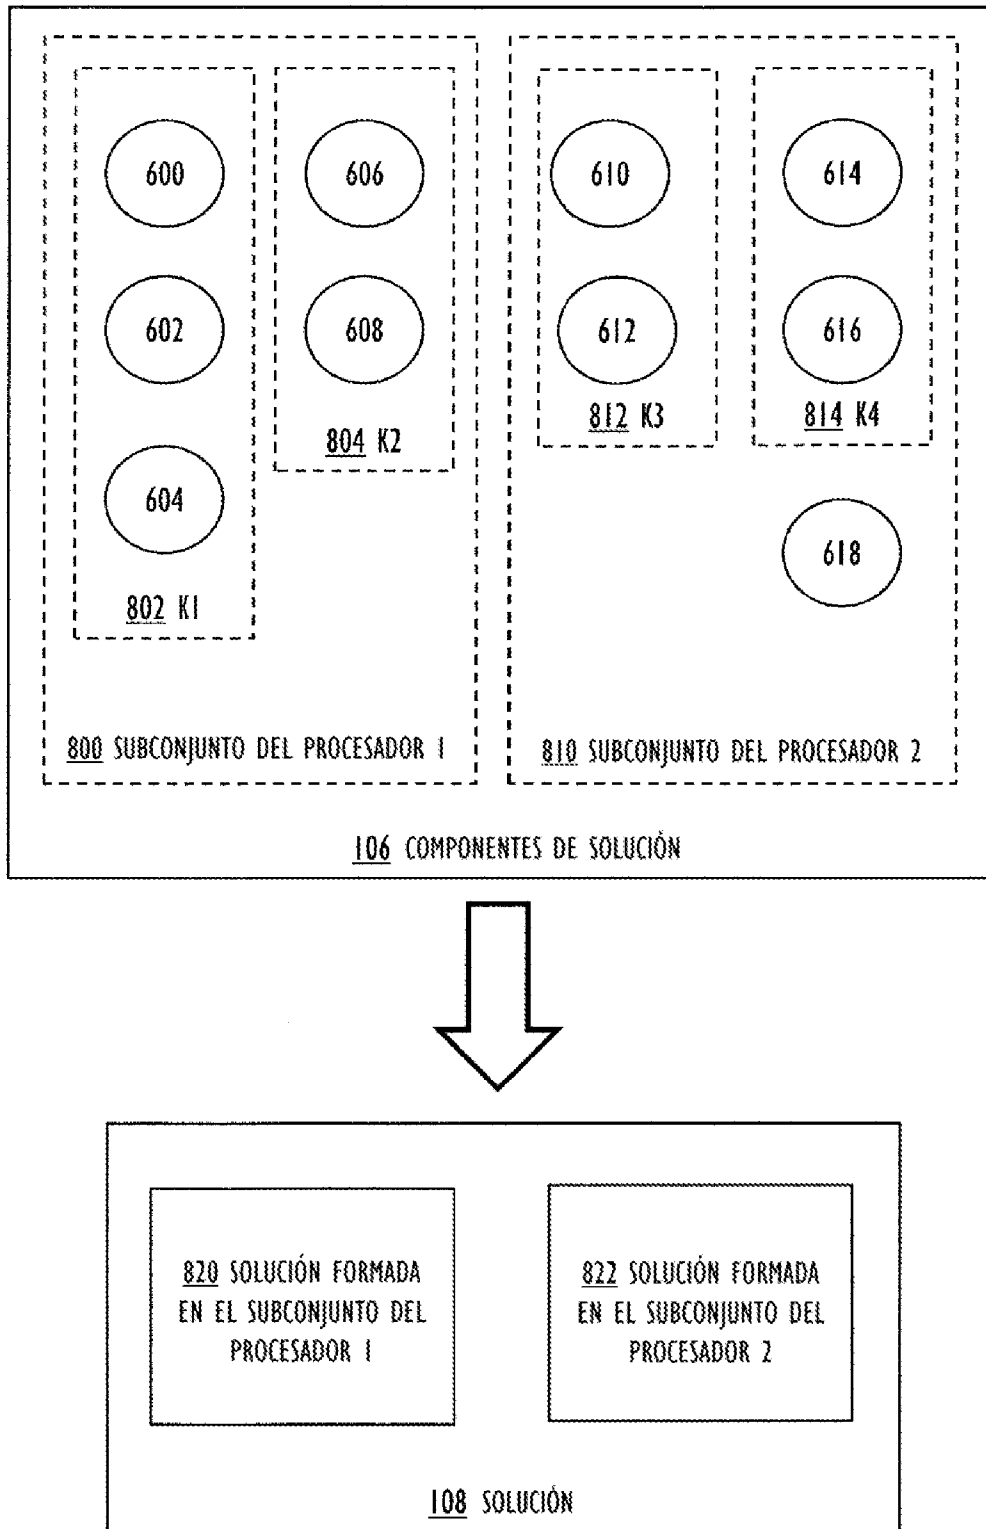 600
606
610
614
602
608
612
616
804 K2
812 K3
814 K4
604
618
802 K1
800 SUBCONJUNTO DEL PROCESADOR 1
810 SUBCONJUNTO DEL PROCESADOR 2
106 COMPONENTES DE SOLUCIÓN
820 SOLUCIÓN FORMADA
EN EL SUBCONJUNTO DEL
PROCESADOR 1
822 SOLUCIÓN FORMADA
EN EL SUBCONJUNTO DEL
PROCESADOR 2
108 SOLUCIÓN